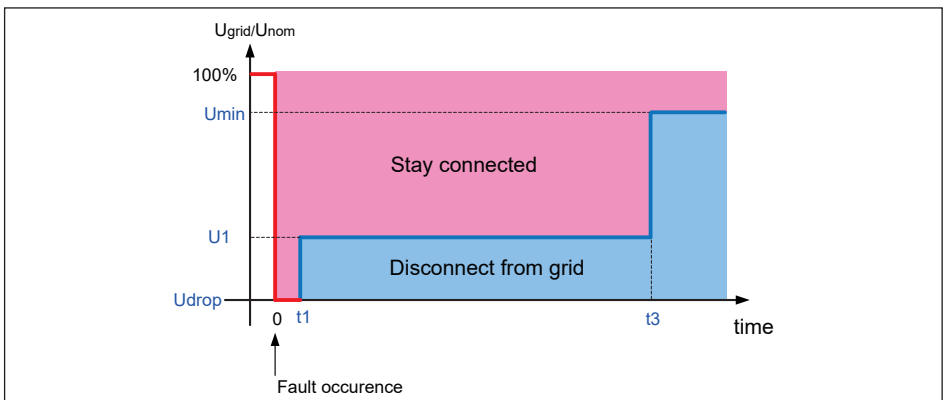 Ugrid/Unom
100%
Umin
Stay connected
U1
Disconnect from grid
Udrop
0
t1
t3
time
Fault occurence